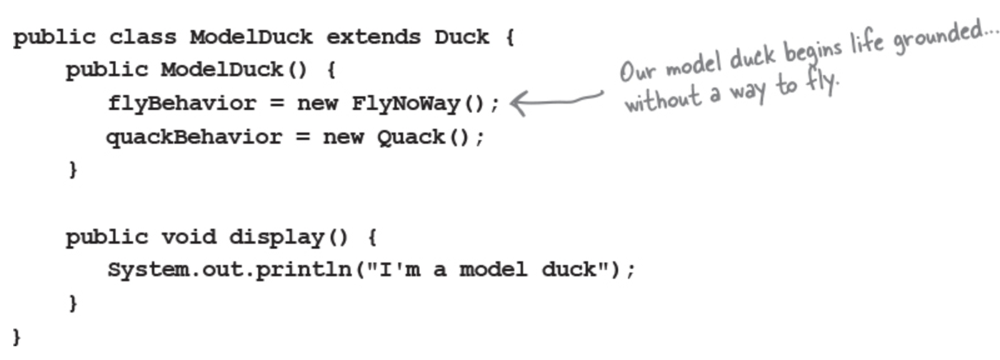 public class ModelDuck extends Duck {
public ModelDuck() {
flyBehavior = new FlyNoWay();
quackBehavior = new Quack();
}
public void display() {
System.out.println("I'm a model duck");
}
}
Our model duck begins life grounded...
without a way to fly.